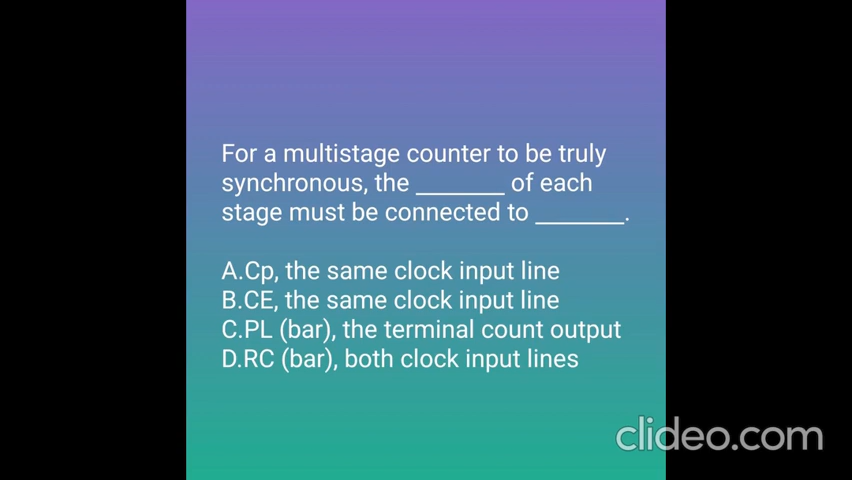 For a multistage counter to be truly
synchronous, the _______ of each
stage must be connected to _______.
A.Cp, the same clock input line
B.CE, the same clock input line
C.PL (bar), the terminal count output
D.RC (bar), both clock input lines
clideo.com